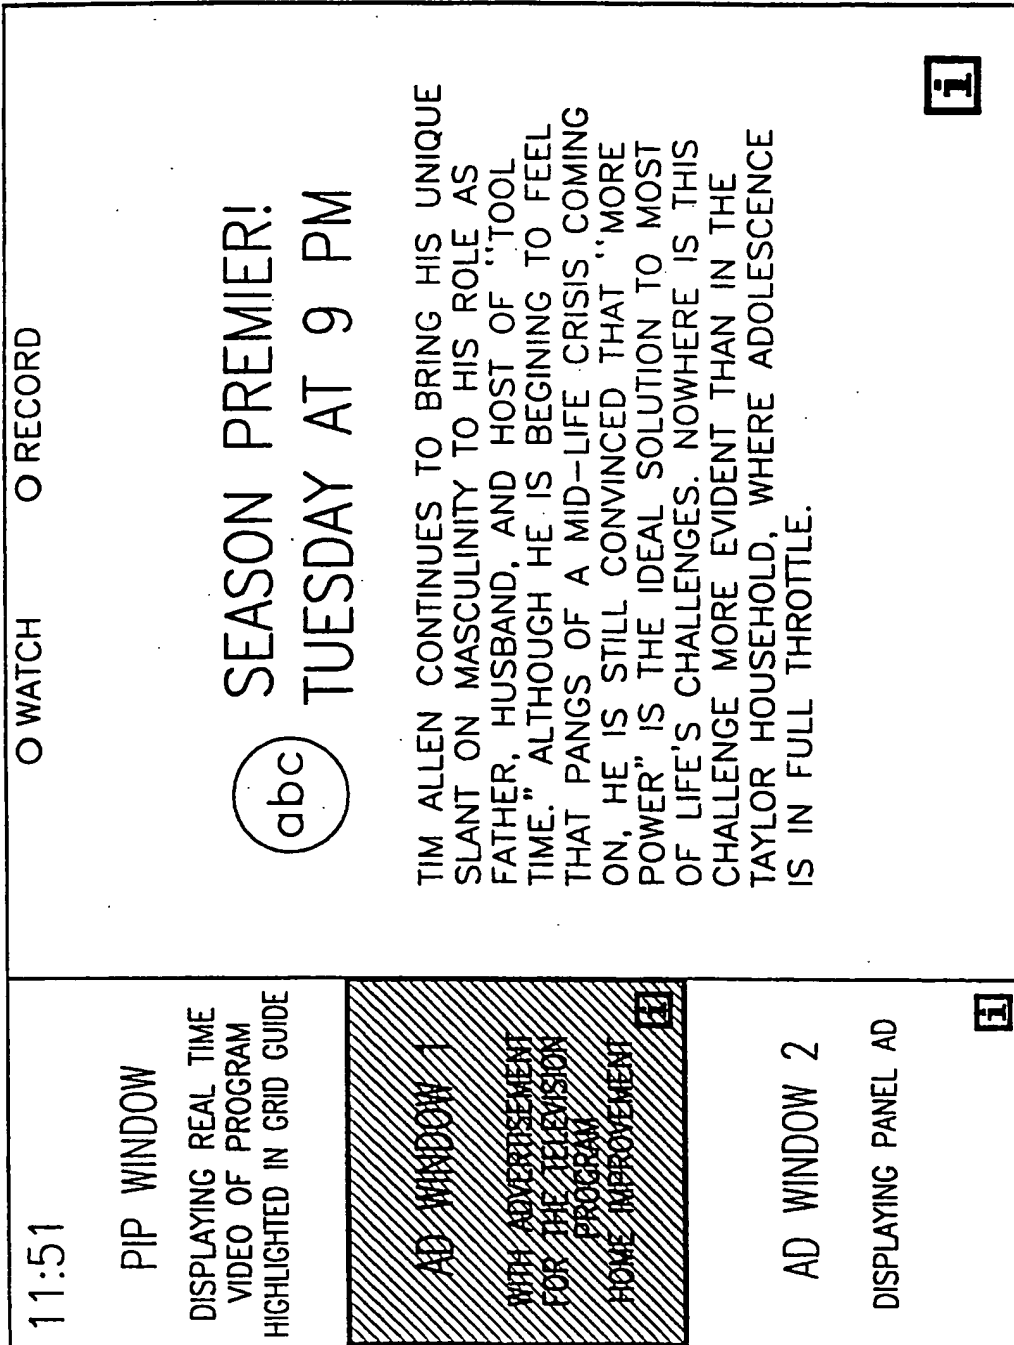 11:51
PIP WINDOW
DISPLAYING REAL TIME
VIDEO OF PROGRAM
HIGHLIGHTED IN GRID GUIDE
AD WINDOW 1
WITH ADVERTISEMENT
FOR THE TELEVISION
PROGRAM
HOME IMPROVEMENT
i
AD WINDOW 2
DISPLAYING PANEL AD
i
O WATCH O RECORD
abc
SEASON PREMIER!
TUESDAY AT 9 PM
TIM ALLEN CONTINUES TO BRING HIS UNIQUE
SLANT ON MASCULINITY TO HIS ROLE AS
FATHER, HUSBAND, AND HOST OF "TOOL
TIME." ALTHOUGH HE IS BEGINING TO FEEL
THAT PANGS OF A MID-LIFE CRISIS COMING
ON, HE IS STILL CONVINCED THAT "MORE
POWER" IS THE IDEAL SOLUTION TO MOST
OF LIFE'S CHALLENGES. NOWHERE IS THIS
CHALLENGE MORE EVIDENT THAN IN THE
TAYLOR HOUSEHOLD, WHERE ADOLESCENCE
IS IN FULL THROTTLE.
i